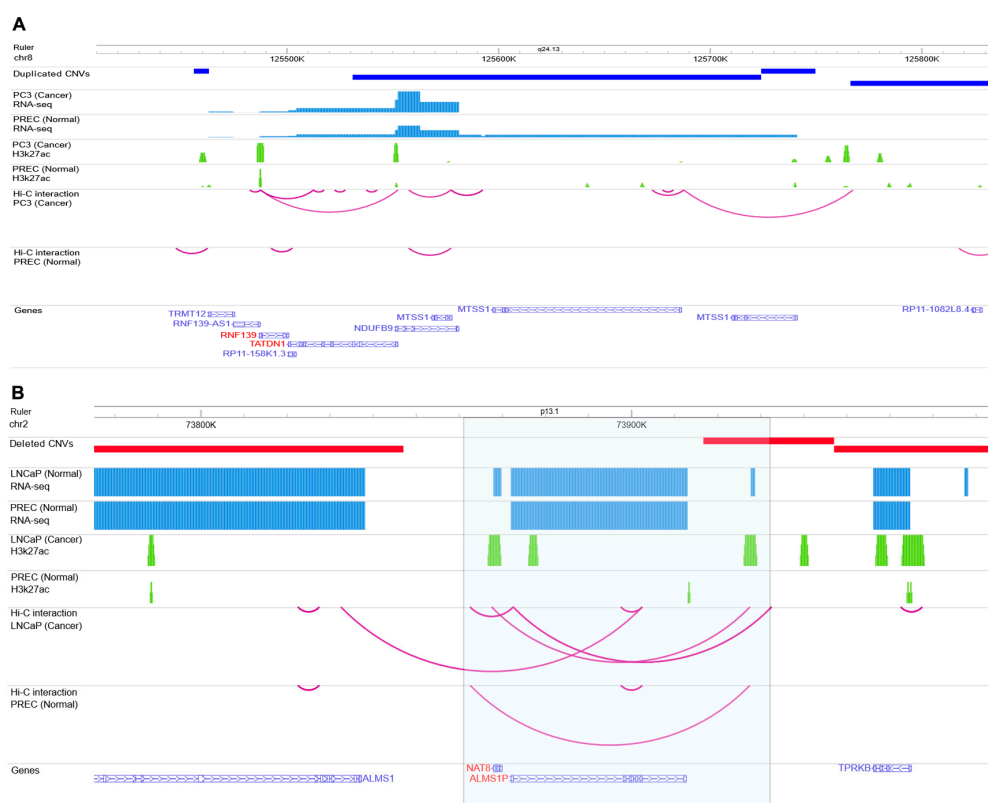 A
Ruler
chr8
q24.13
125500K
125600K
125700K
125800K
Duplicated CNVs
PC3 (Cancer)
RNA-seq
PREC (Normal)
RNA-seq
PC3 (Cancer)
H3k27ac
PREC (Normal)
H3k27ac
Hi-C interaction
PC3 (Cancer)
Hi-C interaction
PREC (Normal)
Genes
TRMT12
RNF139-AS1
RNF139
TATDN1
RP11-158K1.3
MTSS1
NDUFB9
MTSS1
MTSS1
RP11-1082L8.4
B
Ruler
chr2
p13.1
73800K
73900K
Deleted CNVs
LNCaP (Normal)
RNA-seq
PREC (Normal)
RNA-seq
LNCaP (Cancer)
H3k27ac
PREC (Normal)
H3k27ac
Hi-C interaction
LNCaP (Cancer)
Hi-C interaction
PREC (Normal)
Genes
ALMS1
NAT8
ALMS1P
TPRKB